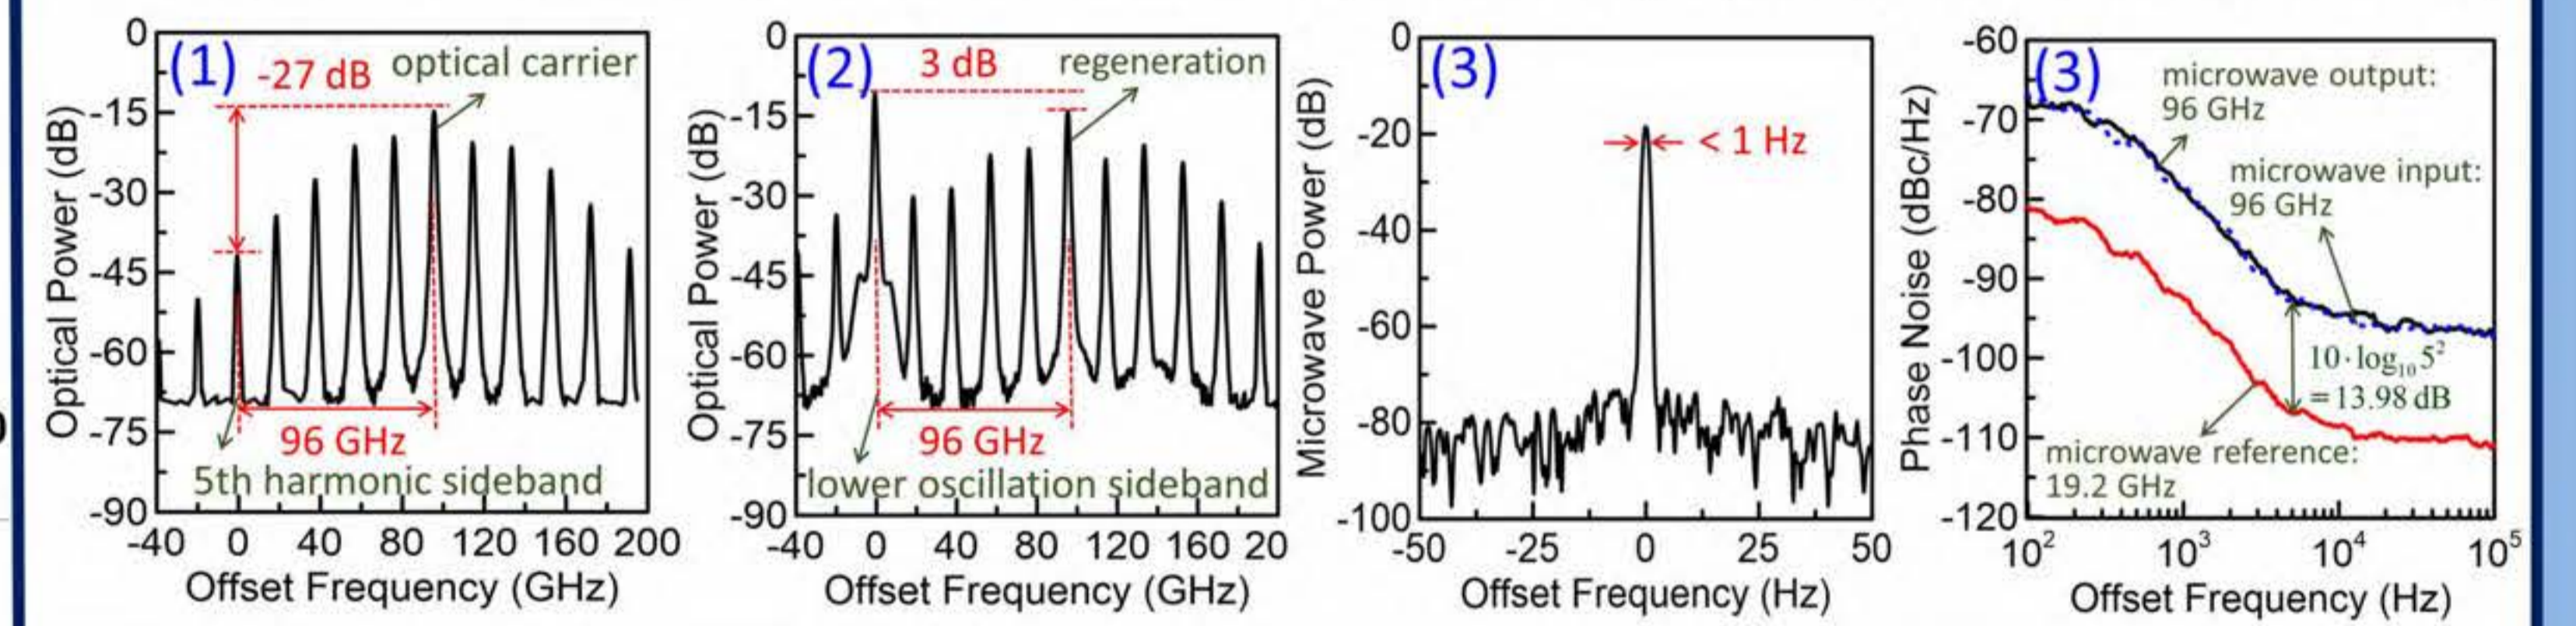 (1)
-27 dB
optical carrier
0
-15
-30
-45
-60
-75
-90
Optical Power (dB)
96 GHz
5th harmonic sideband
-40 0 40 80 120 160 200
Offset Frequency (GHz)
(2)
3 dB
regeneration
0
-15
-30
-45
-60
-75
-90
Optical Power (dB)
96 GHz
lower oscillation sideband
-40 0 40 80 120 160 20
Offset Frequency (GHz)
(3)
< 1 Hz
0
-20
-40
-60
-80
-100
Microwave Power (dB)
-50 -25 0 25 50
Offset Frequency (Hz)
(3)
microwave output:
96 GHz
microwave input:
96 GHz
-60
-70
-80
-90
-100
-110
-120
Phase Noise (dBc/Hz)
10·log₁₀5²
=13.98 dB
microwave reference:
19.2 GHz
10² 10³ 10⁴ 10⁵
Offset Frequency (Hz)